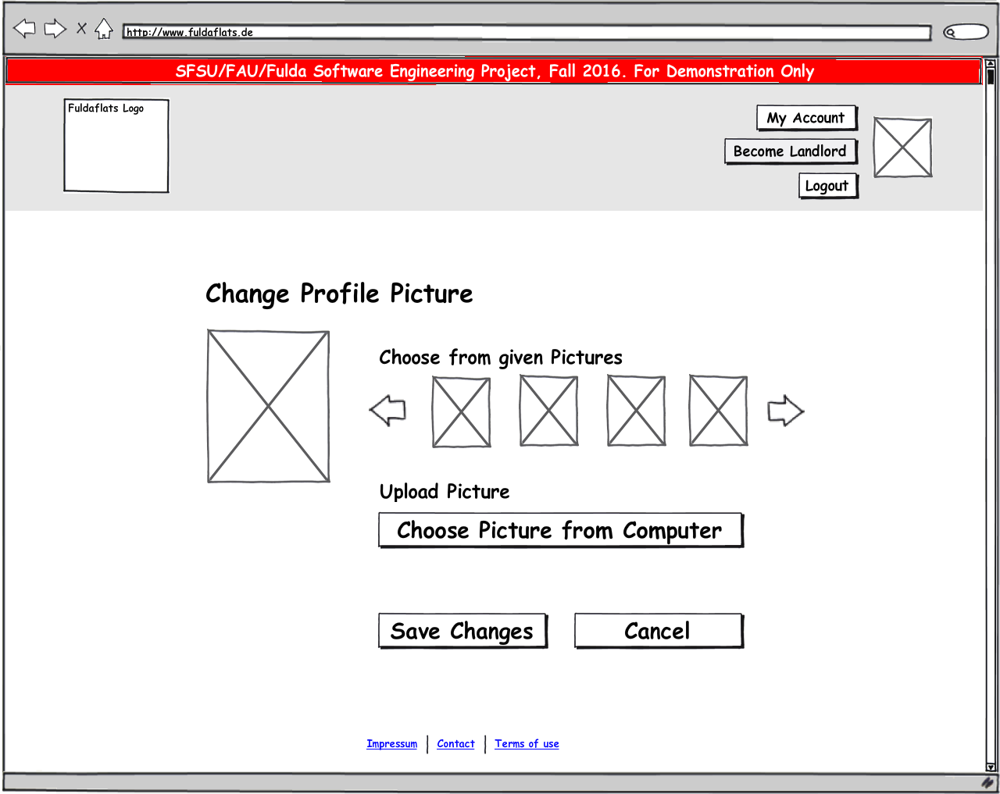 http://www.fuldaflats.de
SFSU/FAU/Fulda Software Engineering Project, Fall 2016. For Demonstration Only
Fuldaflats Logo
My Account
Become Landlord
Logout
Change Profile Picture
Choose from given Pictures
Upload Picture
Choose Picture from Computer
Save Changes
Cancel
Impressum
Contact
Terms of use